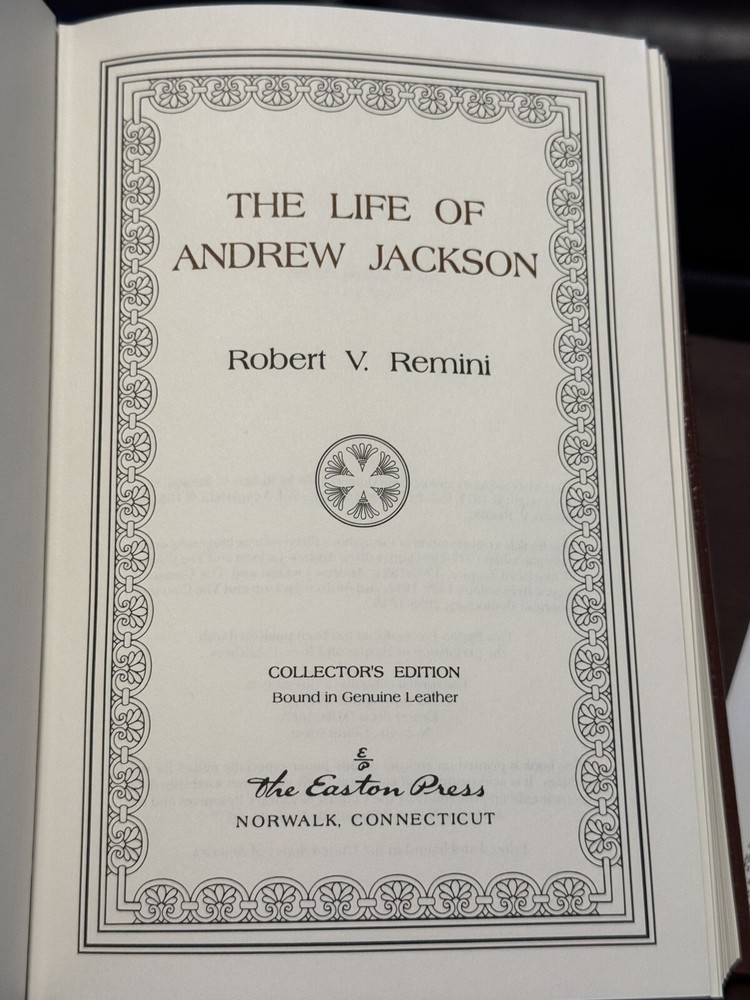 THE LIFE OF
ANDREW JACKSON
Robert V. Remini
COLLECTOR'S EDITION
Bound in Genuine Leather
E/P
The Easton Press
NORWALK, CONNECTICUT